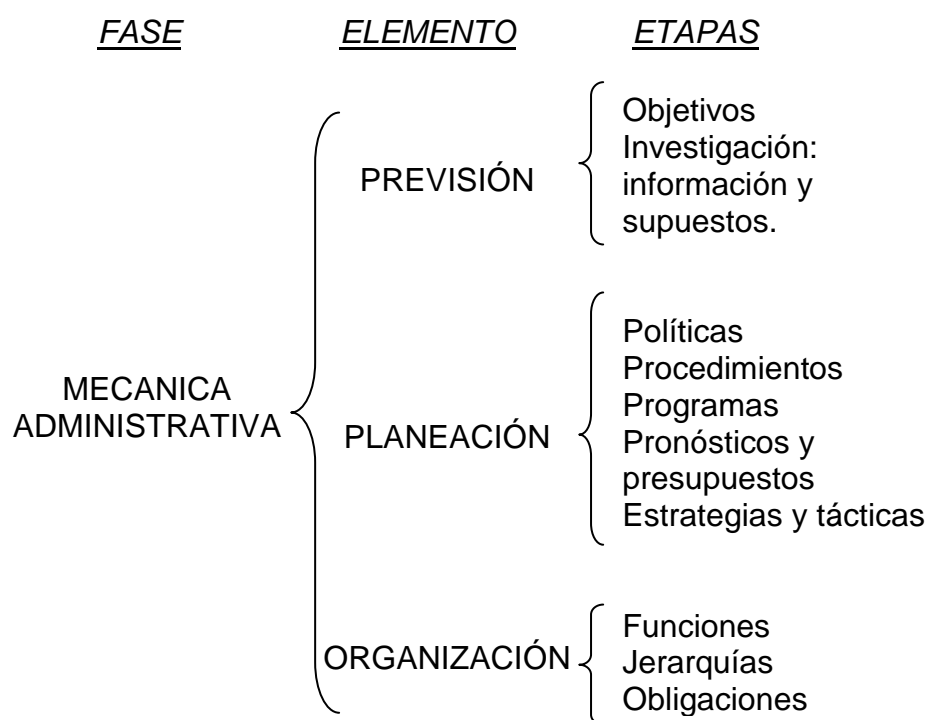 FASE ELEMENTO ETAPAS
PREVISIÓN
Objetivos
Investigación:
información y
supuestos.
MECANICA
ADMINISTRATIVA
PLANEACIÓN
Políticas
Procedimientos
Programas
Pronósticos y
presupuestos
Estrategias y tácticas
ORGANIZACIÓN
Funciones
Jerarquías
Obligaciones